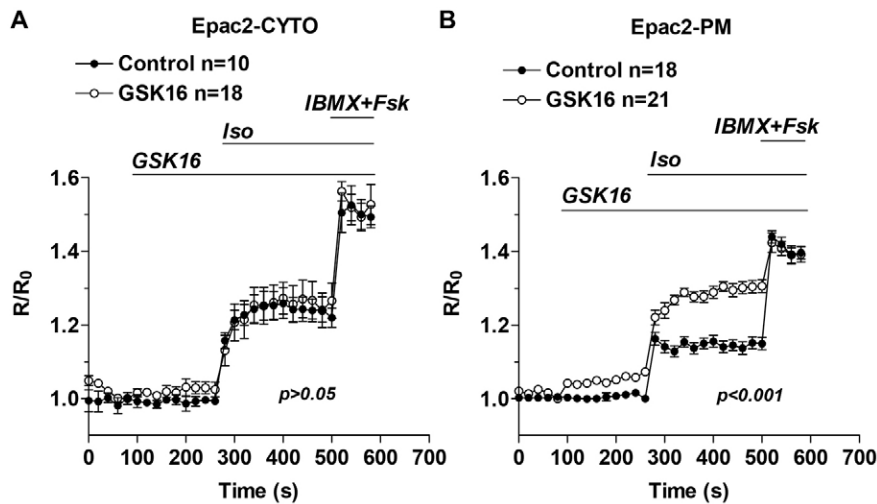 A
Epac2-CYTO
Control n=10
GSK16 n=18
IBMX+Fsk
Iso
GSK16
1.6
1.4
1.2
1.0
R/R0
p>0.05
0 100 200 300 400 500 600 700
Time (s)
B
Epac2-PM
Control n=18
GSK16 n=21
IBMX+Fsk
Iso
GSK16
1.6
1.4
1.2
1.0
R/R0
p<0.001
0 100 200 300 400 500 600 700
Time (s)